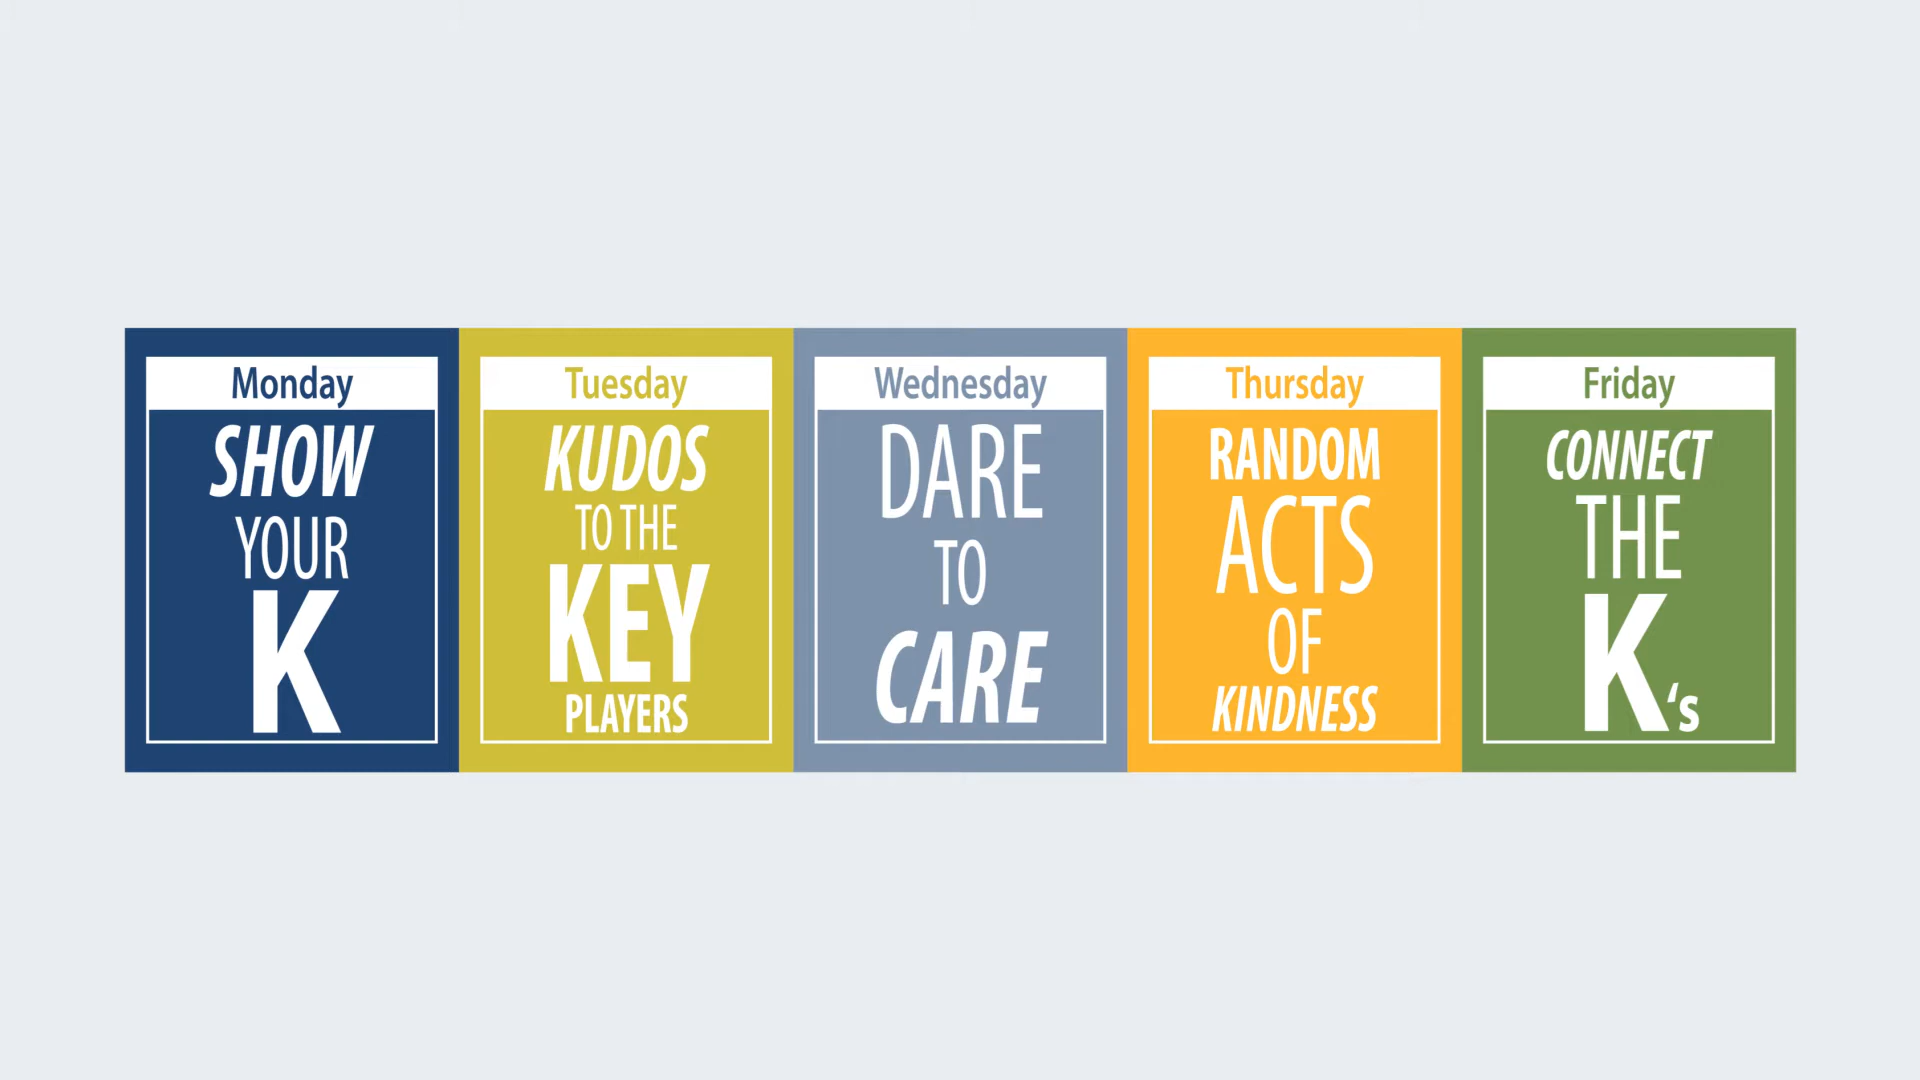 Monday
SHOW
YOUR
K
Tuesday
KUDOS
TO THE
KEY
PLAYERS
Wednesday
DARE
TO
CARE
Thursday
RANDOM
ACTS
OF
KINDNESS
Friday
CONNECT
THE
K‘s